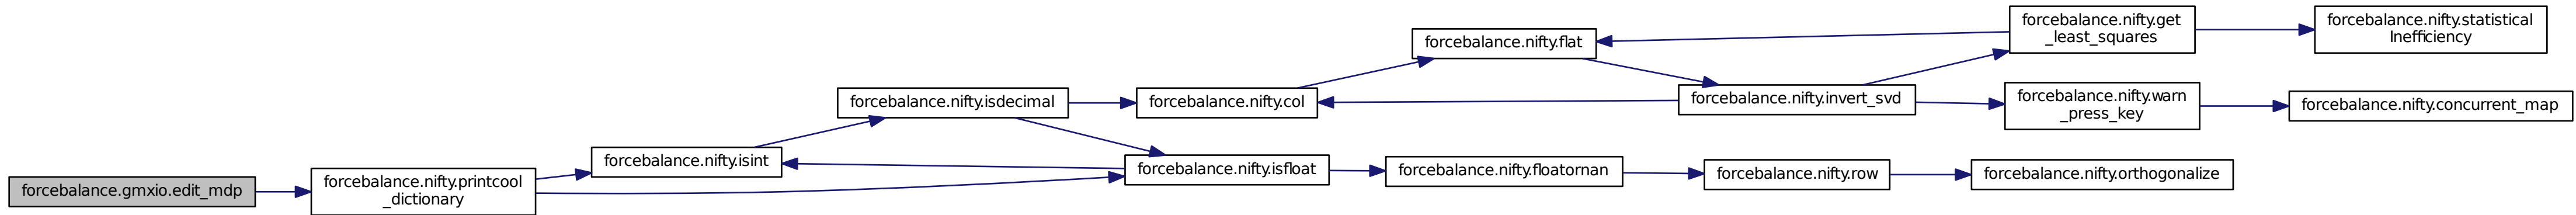 forcebalance.gmxio.edit_mdp
forcebalance.nifty.printcool
_dictionary
forcebalance.nifty.isint
forcebalance.nifty.isdecimal
forcebalance.nifty.isfloat
forcebalance.nifty.col
forcebalance.nifty.flat
forcebalance.nifty.floatornan
forcebalance.nifty.invert_svd
forcebalance.nifty.row
forcebalance.nifty.get
_least_squares
forcebalance.nifty.warn
_press_key
forcebalance.nifty.orthogonalize
forcebalance.nifty.statistical
Inefficiency
forcebalance.nifty.concurrent_map